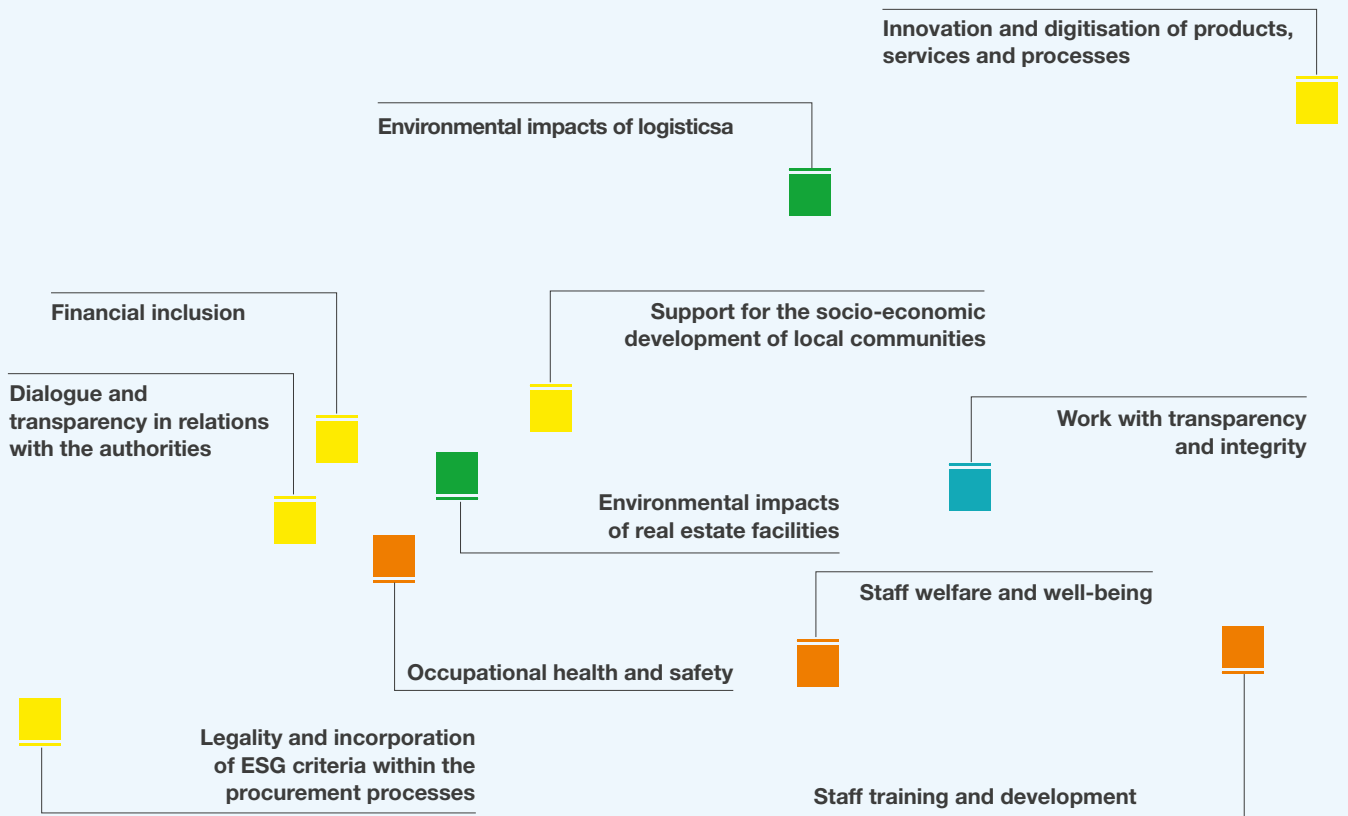 Innovation and digitisation of products,
services and processes
Environmental impacts of logisticsa
Financial inclusion
Support for the socio-economic
development of local communities
Dialogue and
transparency in relations
with the authorities
Work with transparency
and integrity
Environmental impacts
of real estate facilities
Staff welfare and well-being
Occupational health and safety
Legality and incorporation
of ESG criteria within the
procurement processes
Staff training and development